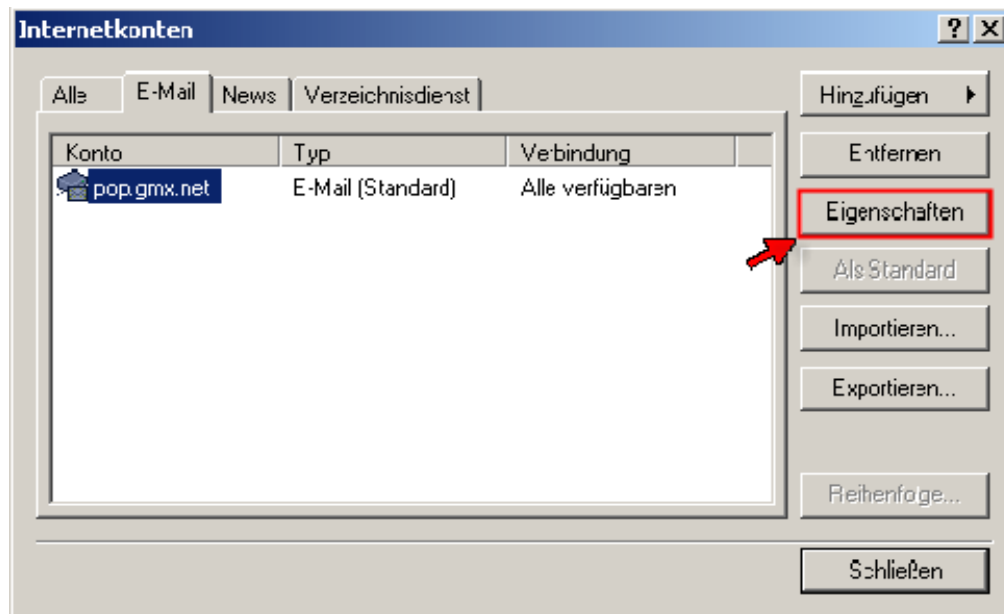 Internetkonten
Alle E-Mail News Verzeichnisdienst
Konto Typ Verbindung
pop.gmx.net E-Mail (Standard) Alle verfügbaren
Hinzufügen
Entfernen
Eigenschaften
Als Standard
Importieren...
Exportieren...
Reihenfolge...
Schließen